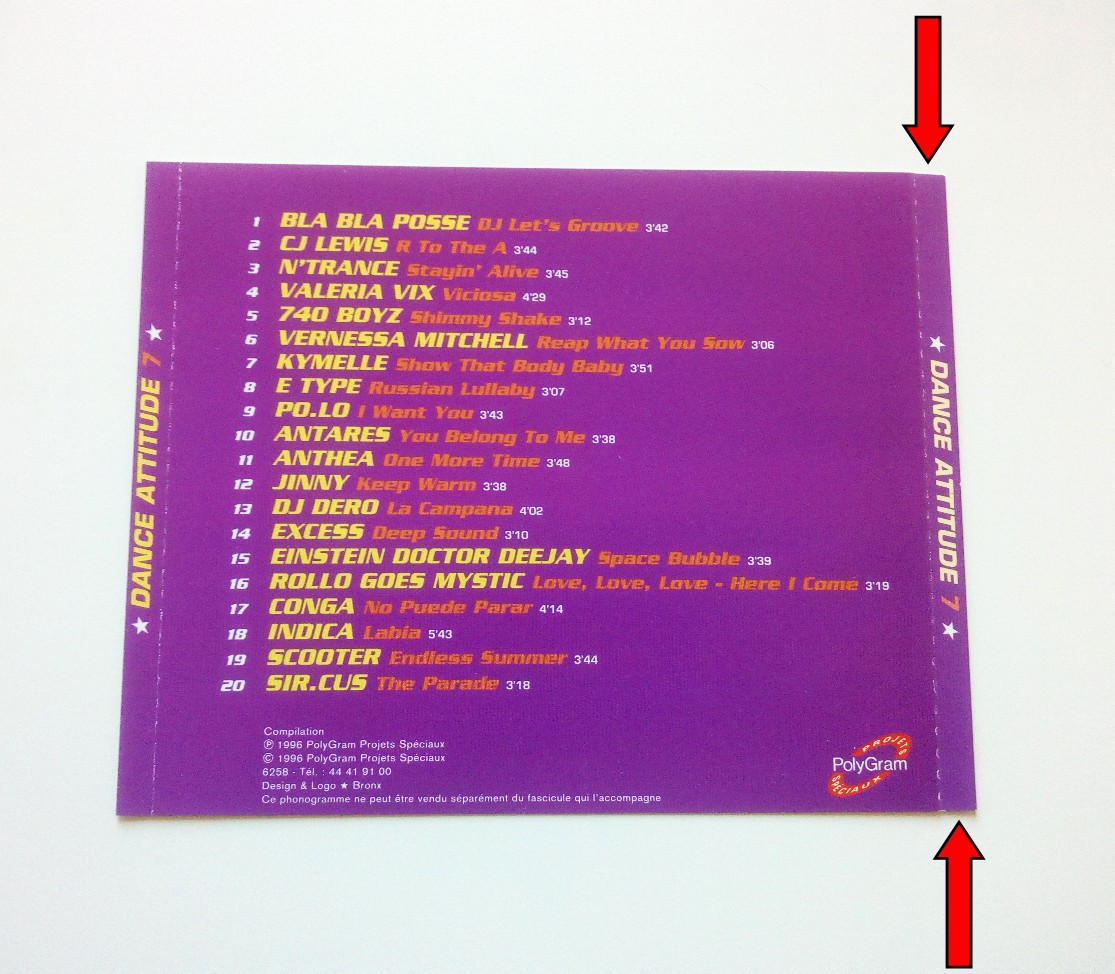 1 BLA BLA POSSE DJ Let's Groove 3'42
2 CJ LEWIS R To The A 3'44
3 N'TRANCE Stayin' Alive 3'45
4 VALERIA VIX Viciosa 4'29
5 740 BOYZ Shimmy Shake 3'12
6 VERNESSA MITCHELL Reap What You Sow 3'06
7 KYMELLE Show That Body Baby 3'51
8 E TYPE Russian Lullaby 3'07
9 PO.LO I Want You 3'43
10 ANTARES You Belong To Me 3'38
11 ANTHEA One More Time 3'48
12 JINNY Keep Warm 3'38
13 DJ DERO La Campana 4'02
14 EXCESS Deep Sound 3'10
15 EINSTEIN DOCTOR DEEJAY Space Bubble 3'39
16 ROLLO GOES MYSTIC Love, Love, Love - Here I Come 3'19
17 CONGA No Puede Parar 4'14
18 INDICA Labia 5'43
19 SCOOTER Endless Summer 3'44
20 SIR.CUS The Parade 3'18
Compilation
℗ 1996 PolyGram Projets Spéciaux
© 1996 PolyGram Projets Spéciaux
6258 - Tél. : 44 41 91 00
Design & Logo ★ Bronx
Ce phonogramme ne peut être vendu séparément du fascicule qui l'accompagne
PROJETS
PolyGram
SPÉCIAUX
★ DANCE ATTITUDE 7 ★
★ DANCE ATTITUDE 7 ★